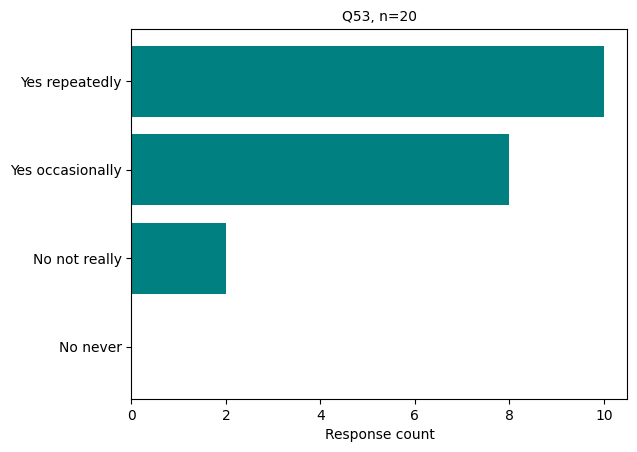 Q53, n=20
Yes repeatedly
Yes occasionally
No not really
No never
0 2 4 6 8 10
Response count